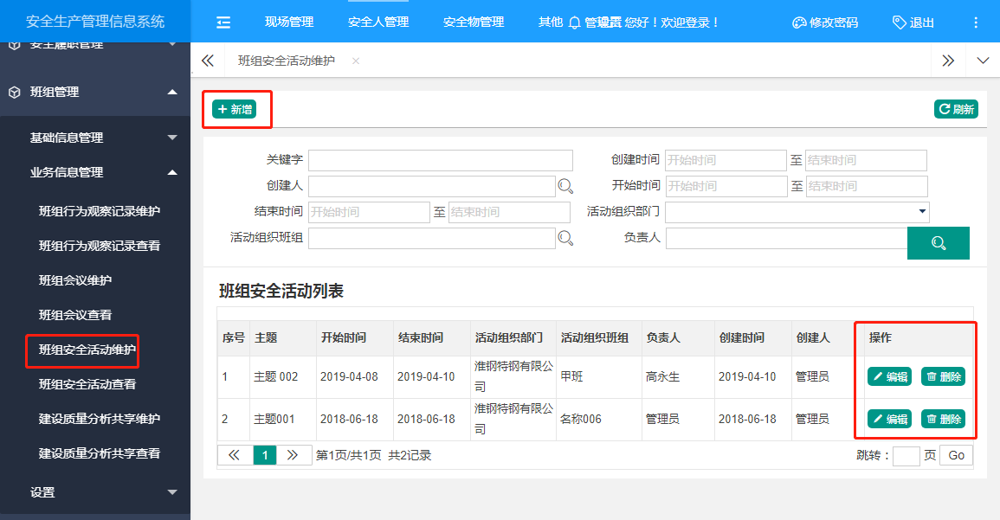 安全生产管理信息系统
现场管理 安全人管理 安全物管理 其他
您好！欢迎登录！
修改密码 退出
安全履职管理
班组安全活动维护
班组管理
新增 刷新
基础信息管理
业务信息管理
班组行为观察记录维护
班组行为观察记录查看
班组会议维护
班组会议查看
班组安全活动维护
班组安全活动查看
建设质量分析共享维护
建设质量分析共享查看
设置
关键字 创建时间 开始时间 至 结束时间
创建人 开始时间 开始时间 至 结束时间
结束时间 开始时间 至 结束时间 活动组织部门
活动组织班组 负责人
班组安全活动列表
序号 主题 开始时间 结束时间 活动组织部门 活动组织班组 负责人 创建时间 创建人 操作
1 主题 002 2019-04-08 2019-04-10 淮钢特钢有限公司 甲班 高永生 2019-04-10 管理员 编辑 删除
2 主题001 2018-06-18 2018-06-18 淮钢特钢有限公司 名称006 管理员 2018-06-18 管理员 编辑 删除
1 第1页/共1页 共2记录 跳转： 页 Go